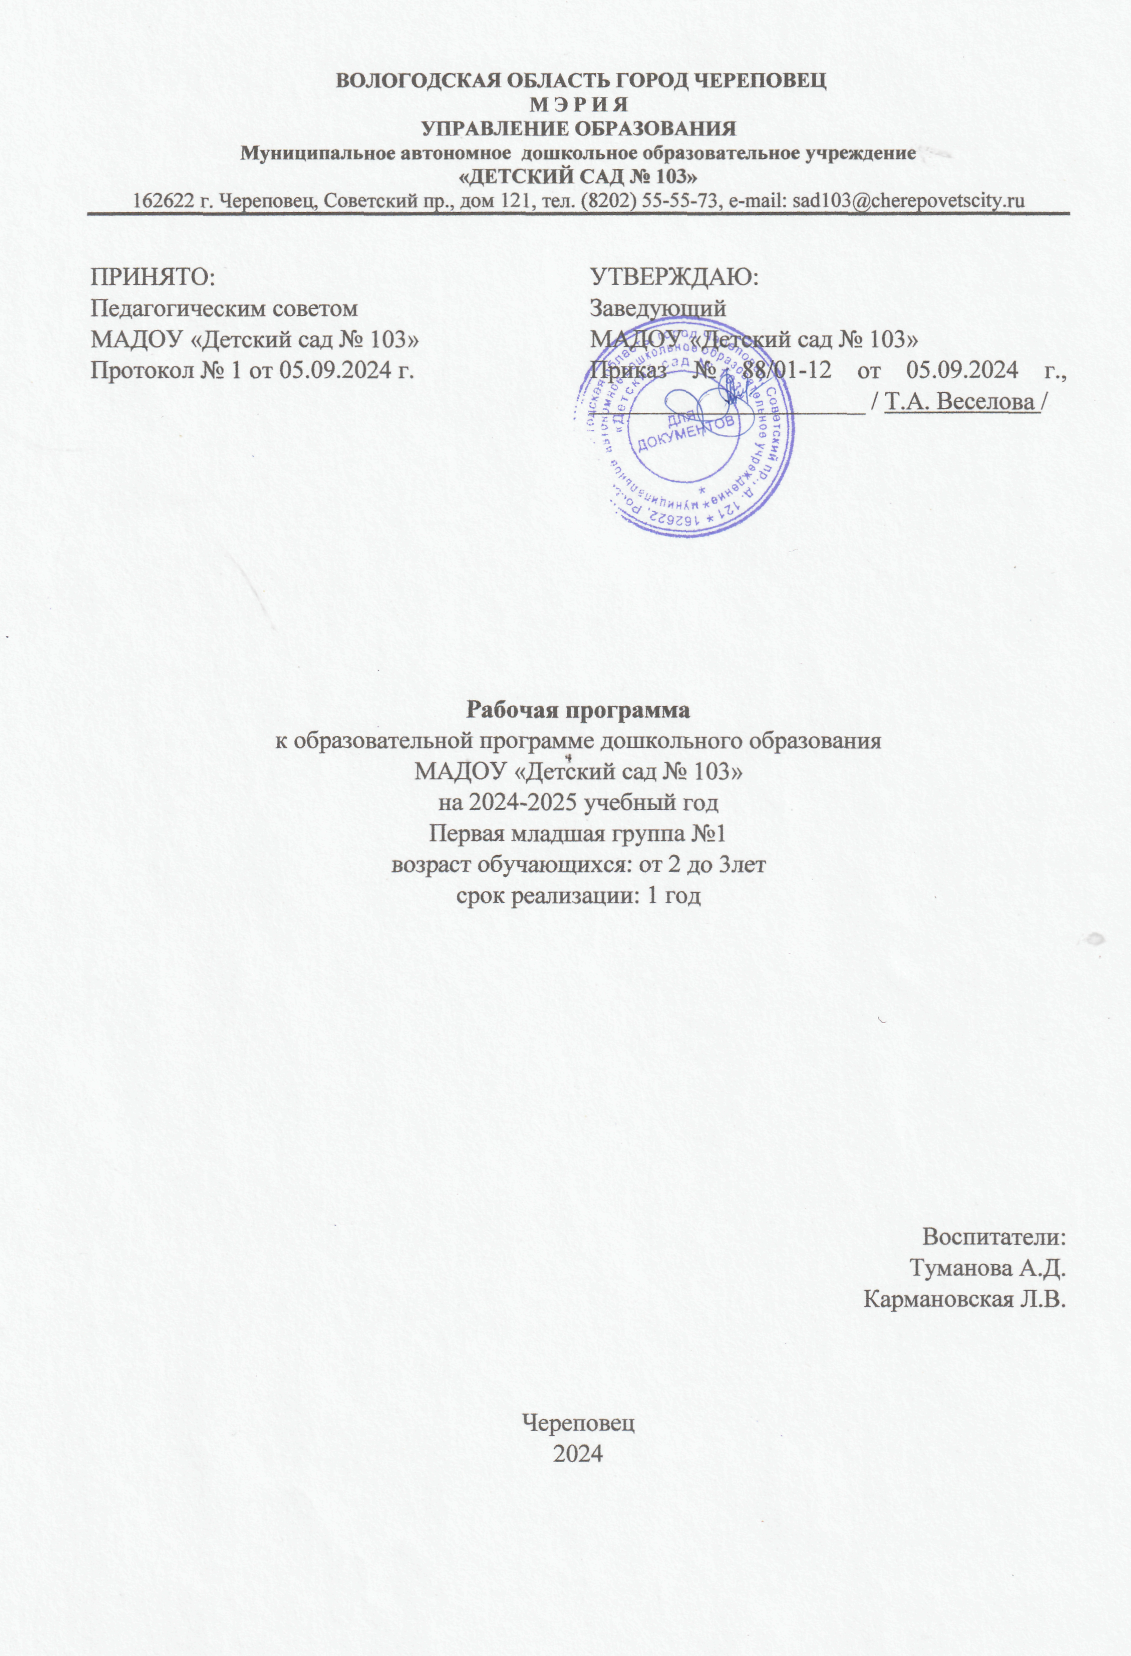 ВОЛОГОДСКАЯ ОБЛАСТЬ ГОРОД ЧЕРЕПОВЕЦ
М Э Р И Я
УПРАВЛЕНИЕ ОБРАЗОВАНИЯ
Муниципальное автономное дошкольное образовательное учреждение
«ДЕТСКИЙ САД № 103»
162622 г. Череповец, Советский пр., дом 121, тел. (8202) 55-55-73, e-mail: sad103@cherepovetscity.ru
ПРИНЯТО:
Педагогическим советом
МАДОУ «Детский сад № 103»
Протокол № 1 от 05.09.2024 г.
УТВЕРЖДАЮ:
Заведующий
МАДОУ «Детский сад № 103»
Приказ № 88/01-12 от 05.09.2024 г.,
/ Т.А. Веселова /
ДЛЯ
ДОКУМЕНТОВ
Рабочая программа
к образовательной программе дошкольного образования
МАДОУ «Детский сад № 103»
на 2024-2025 учебный год
Первая младшая группа №1
возраст обучающихся: от 2 до 3лет
срок реализации: 1 год
Воспитатели:
Туманова А.Д.
Кармановская Л.В.
Череповец
2024